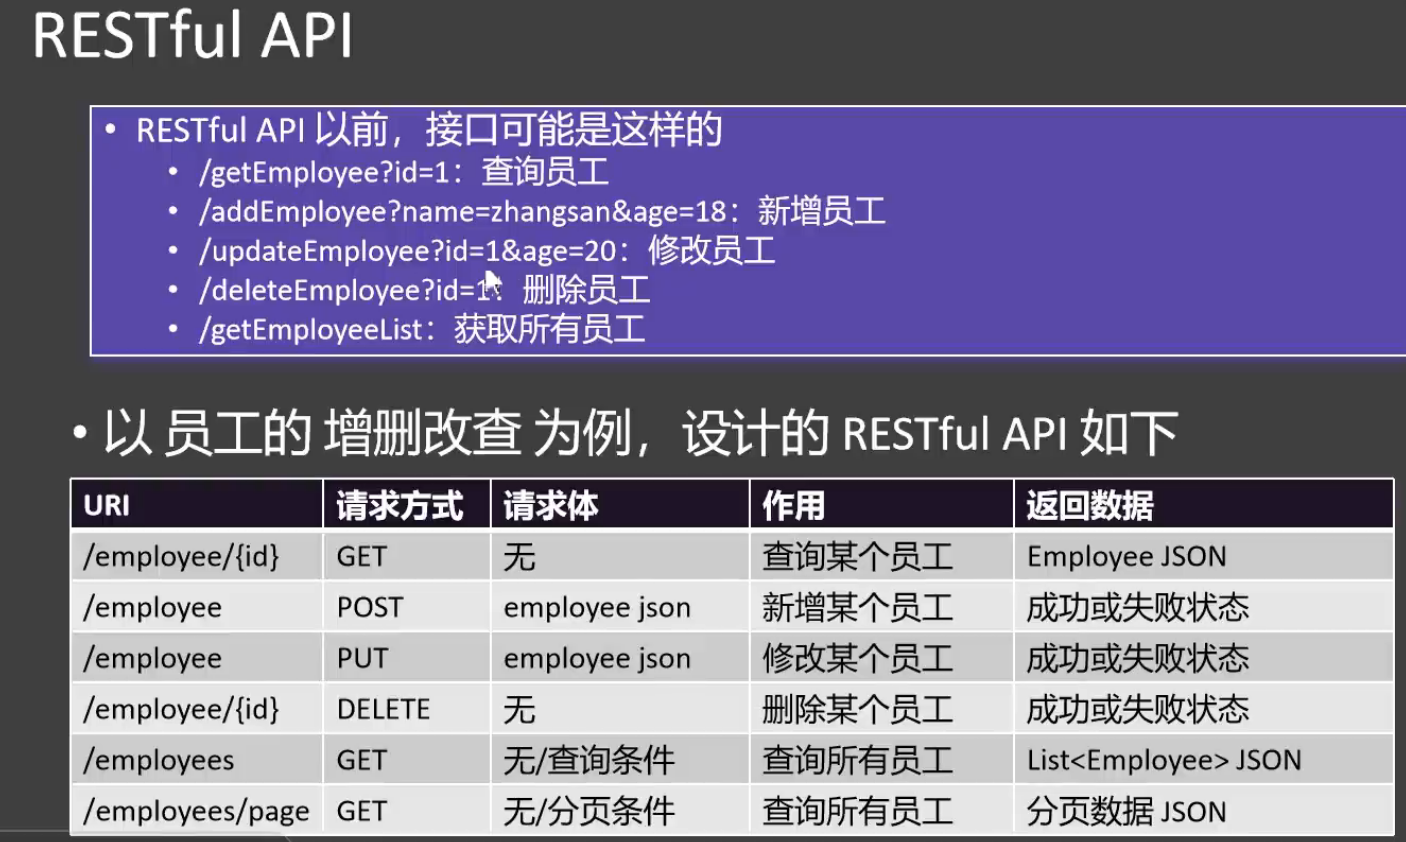 RESTful API
• RESTful API 以前，接口可能是这样的
• /getEmployee?id=1：查询员工
• /addEmployee?name=zhangsan&age=18：新增员工
• /updateEmployee?id=1&age=20：修改员工
• /deleteEmployee?id=1：删除员工
• /getEmployeeList：获取所有员工
• 以 员工的 增删改查 为例，设计的 RESTful API 如下
URI 请求方式 请求体 作用 返回数据
/employee/{id} GET 无 查询某个员工 Employee JSON
/employee POST employee json 新增某个员工 成功或失败状态
/employee PUT employee json 修改某个员工 成功或失败状态
/employee/{id} DELETE 无 删除某个员工 成功或失败状态
/employees GET 无/查询条件 查询所有员工 List<Employee> JSON
/employees/page GET 无/分页条件 查询所有员工 分页数据 JSON